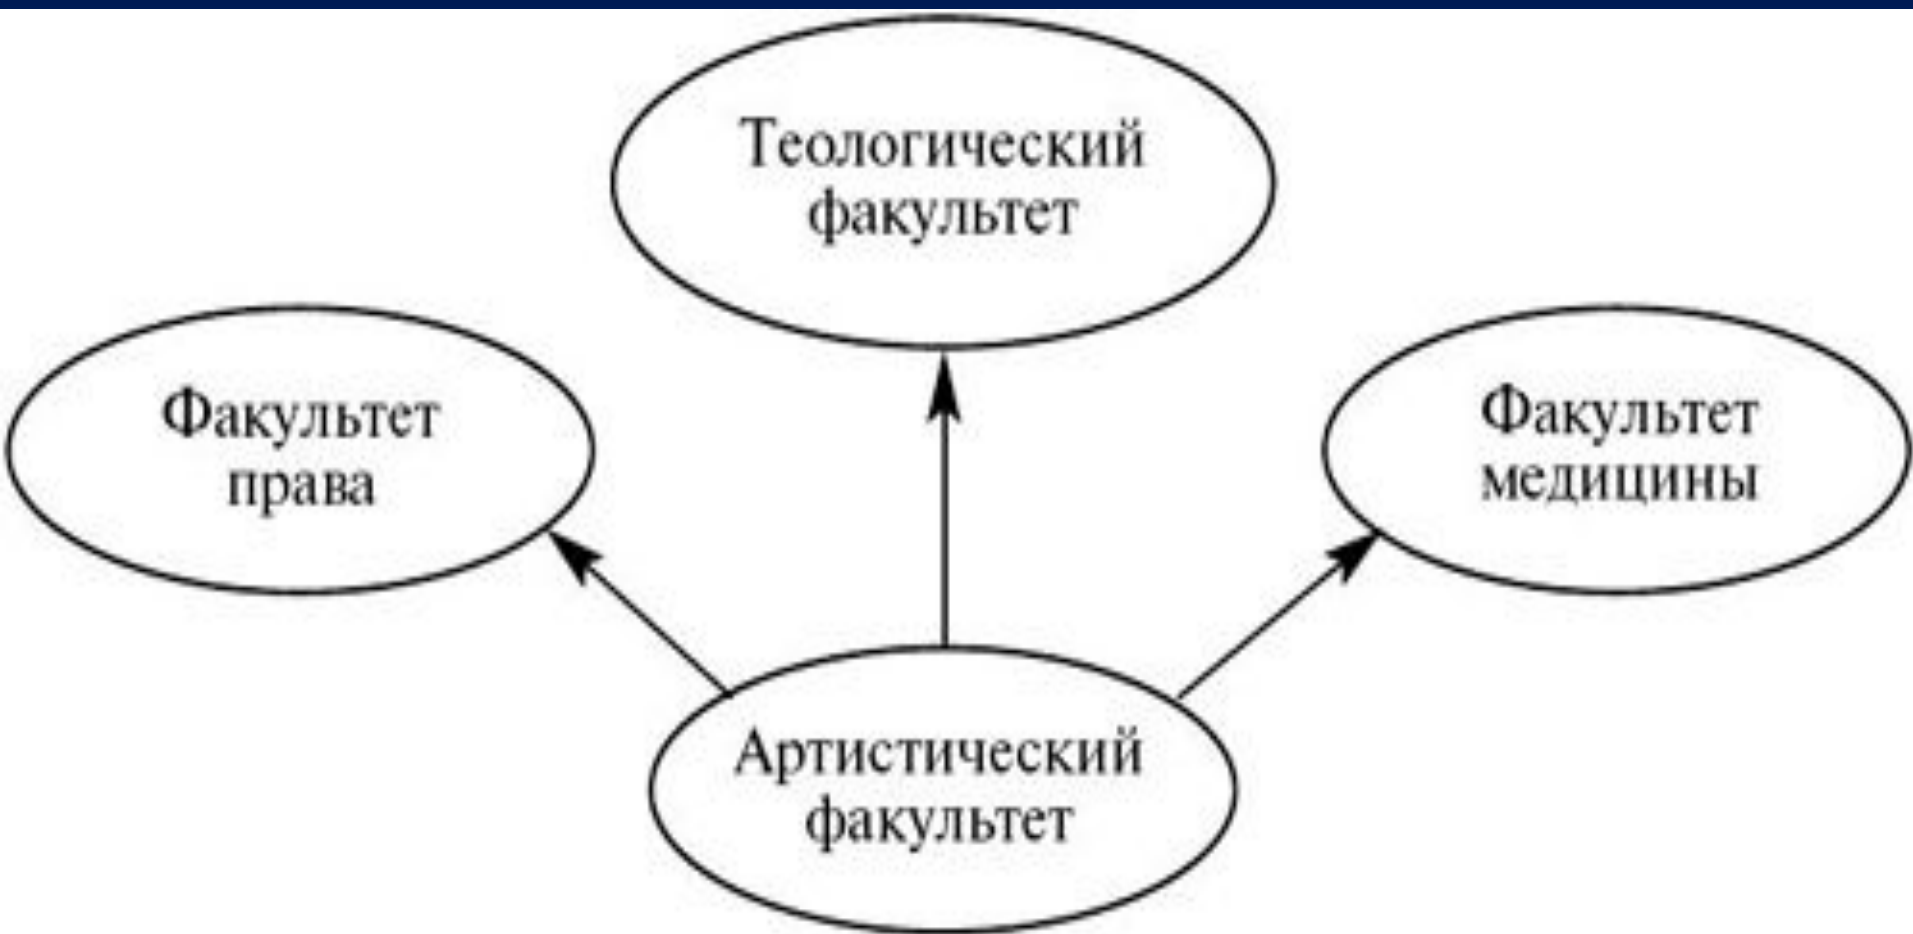 Теологический
факультет
Факультет
права
Факультет
медицины
Артистический
факультет